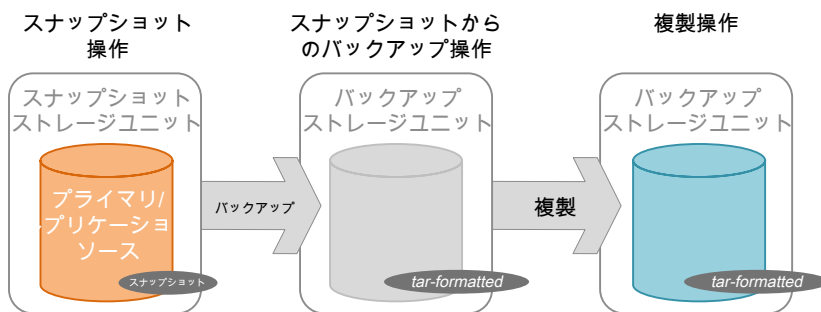 スナップショット
操作
スナップショットから
のバックアップ操作
複製操作
スナップショット
ストレージユニット
バックアップ
ストレージユニット
バックアップ
ストレージユニット
プライマリ/
レプリケーショ
ソース
バックアップ
複製
スナップショット
tar-formatted
tar-formatted